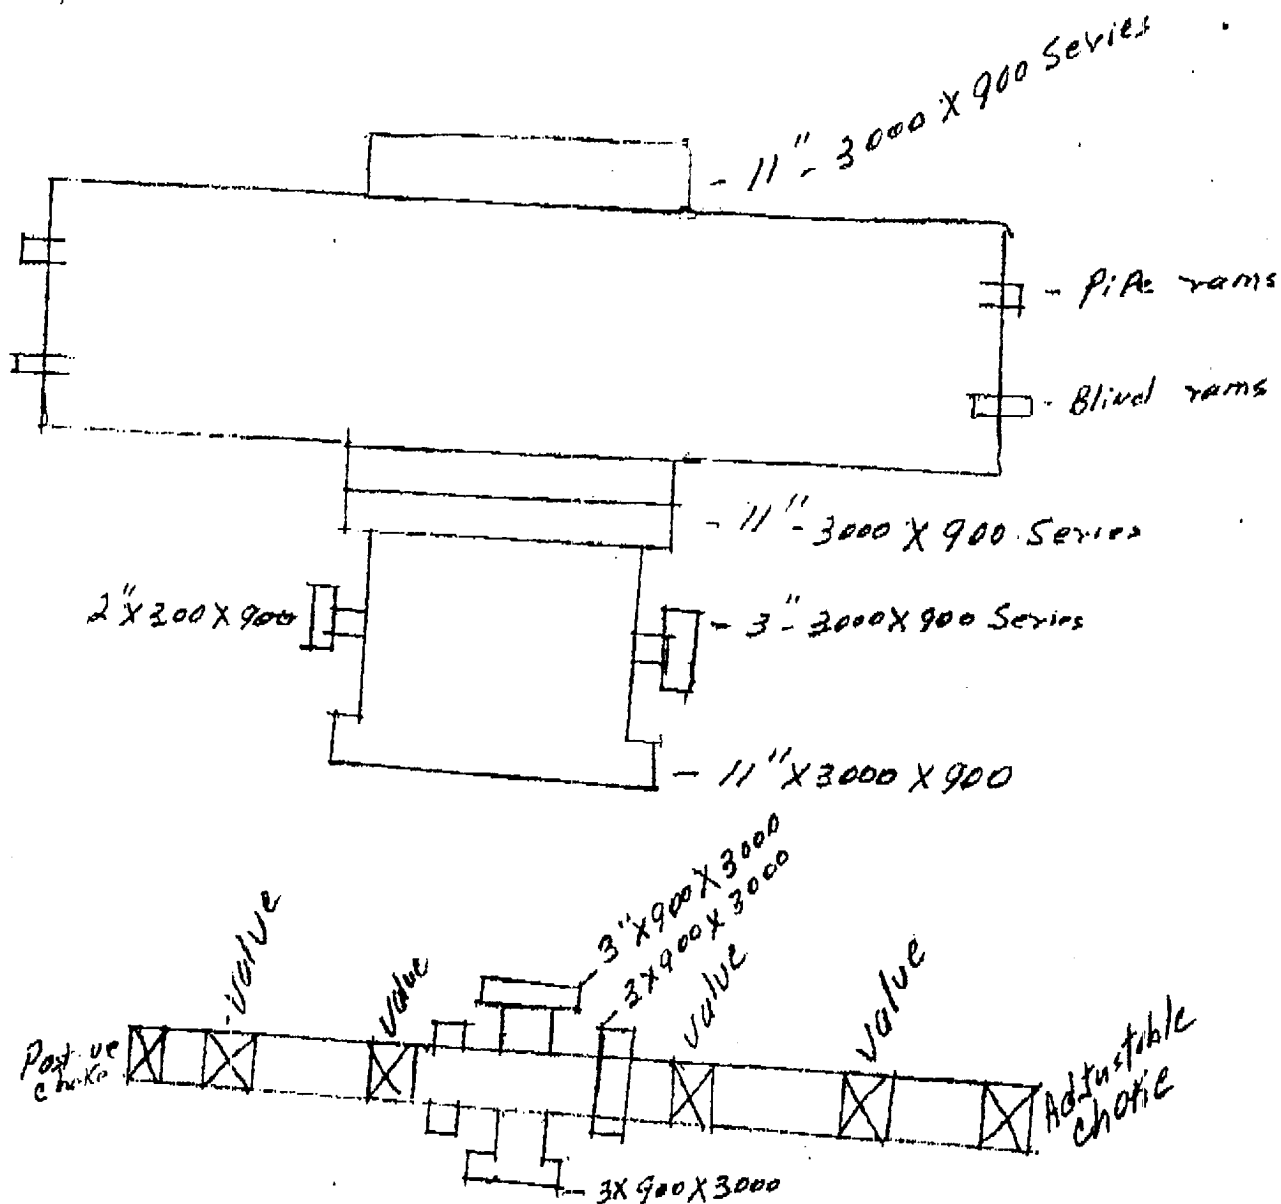 - 11" - 3000 X 900 Series
- Pipe rams
- Blind rams
- 11" - 3000 X 900 Series
2" X 300 X 900
- 3" - 3000 X 900 Series
- 11" X 3000 X 900
- 3" X 900 X 3000
- 3 X 900 X 3000
- valve
valve
valve
valve
choke
Adjustable
choke
- 3X 900 X 3000